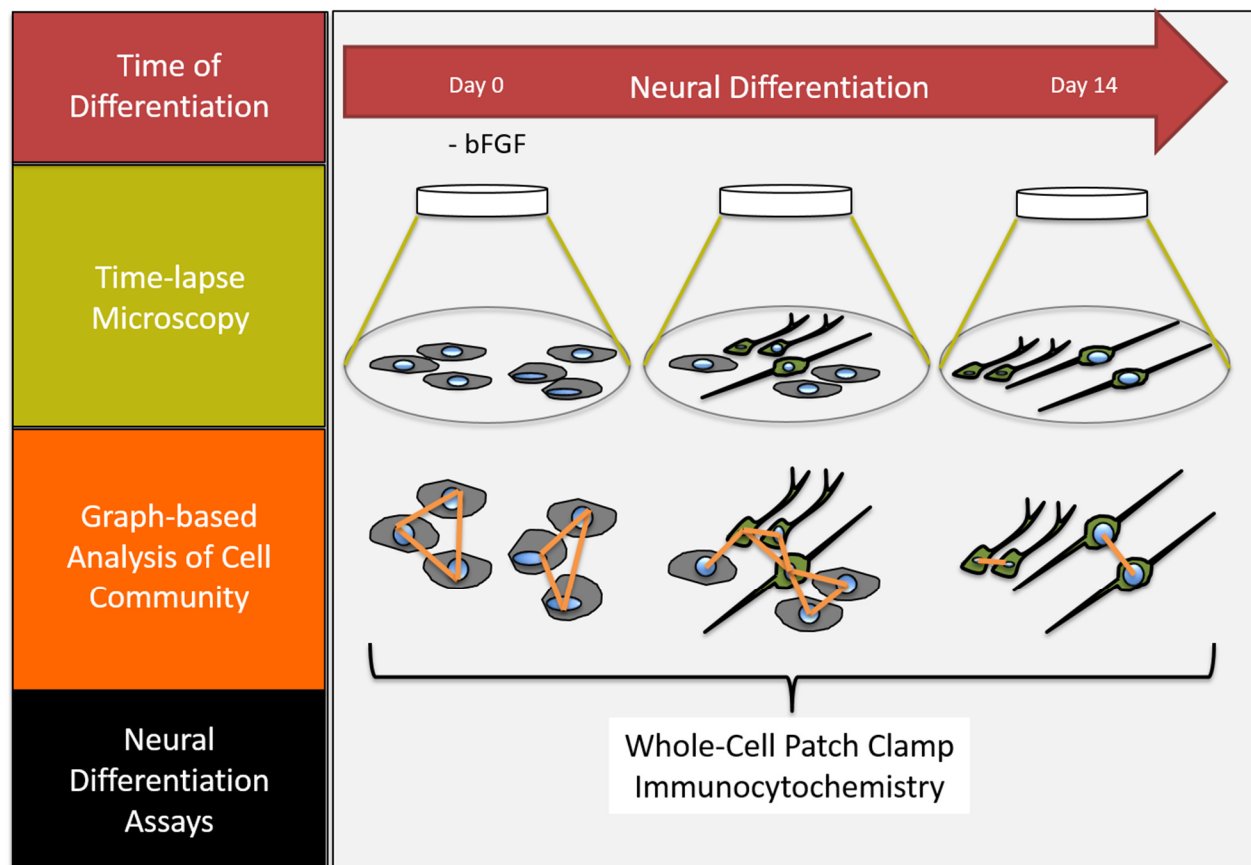 Time of
Differentiation
Day 0
Neural Differentiation
Day 14
- bFGF
Time-lapse
Microscopy
Graph-based
Analysis of Cell
Community
Neural
Differentiation
Assays
Whole-Cell Patch Clamp
Immunocytochemistry